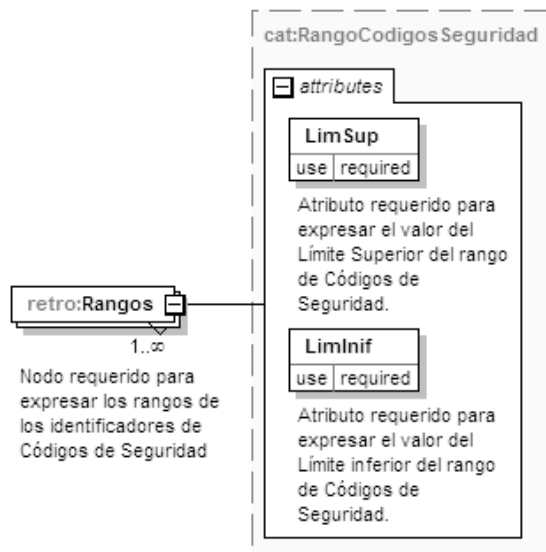 cat:RangoCodigosSeguridad
attributes
LimSup
use required
Atributo requerido para
expresar el valor del
Límite Superior del rango
de Códigos de
Seguridad.
retro:Rangos
1..∞
Nodo requerido para
expresar los rangos de
los identificadores de
Códigos de Seguridad
LimInif
use required
Atributo requerido para
expresar el valor del
Límite inferior del rango
de Códigos de
Seguridad.